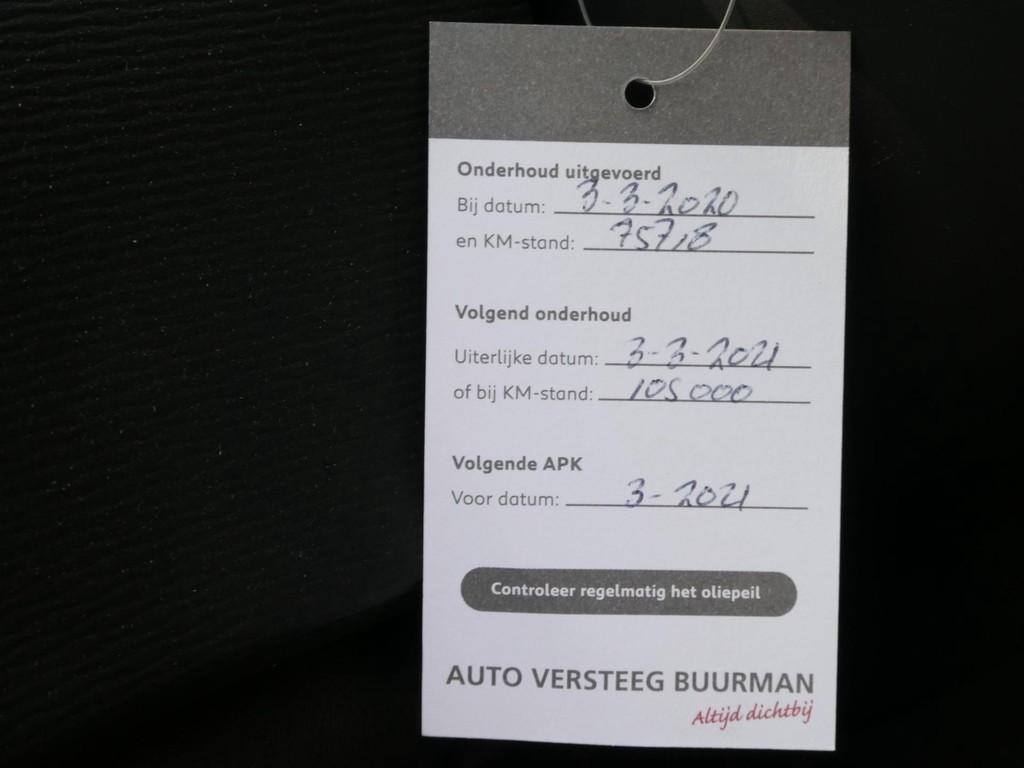 Onderhoud uitgevoerd
Bij datum: 3-3-2020
en KM-stand: 75718
Volgend onderhoud
Uiterlijke datum: 3-3-2021
of bij KM-stand: 105000
Volgende APK
Voor datum: 3-2021
Controleer regelmatig het oliepeil
AUTO VERSTEEG BUURMAN
Altijd dichtbij